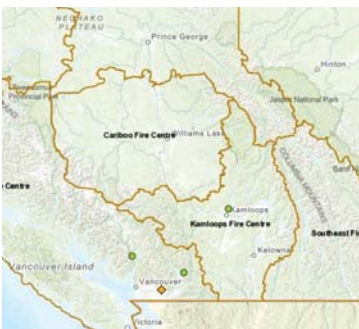 NECHAKO
PLATEAU
Prince George
Hinton
Provincial Park
Jasper National Park
Cariboo Fire Centre
Williams Lake
COLUMBIA MOUNTAINS
Banff
e Centre
Kamloops
Kamloops Fire Centre
Southeast Fi
Kelowna
Vancouver Island
Vancouver
Victoria